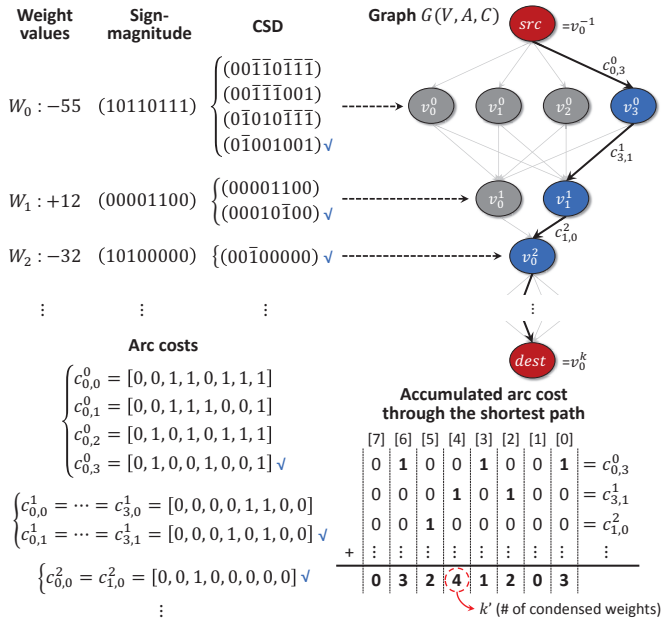 Weight values
Sign-magnitude
CSD
Graph G(V, A, C)
src =v₀⁻¹
W₀ : −55 (10110111)
(001̄1̄01̄1̄1̄)
(001̄1̄1̄001)
(01̄0101̄1̄1̄)
(01̄001001) √
c⁰₀,₃
v⁰₀ v⁰₁ v⁰₂ v⁰₃
c¹₃,₁
W₁ : +12 (00001100)
(00001100)
(000101̄00) √
v¹₀ v¹₁
c²₁,₀
W₂ : −32 (10100000) {(001̄00000) √
v²₀
⋮ ⋮ ⋮ ⋮
dest =v₀ᵏ
Arc costs
c⁰₀,₀ = [0, 0, 1, 1, 0, 1, 1, 1]
c⁰₀,₁ = [0, 0, 1, 1, 1, 0, 0, 1]
c⁰₀,₂ = [0, 1, 0, 1, 0, 1, 1, 1]
c⁰₀,₃ = [0, 1, 0, 0, 1, 0, 0, 1] √
c¹₀,₀ = ⋯ = c¹₃,₀ = [0, 0, 0, 0, 1, 1, 0, 0]
c¹₀,₁ = ⋯ = c¹₃,₁ = [0, 0, 0, 1, 0, 1, 0, 0] √
{c²₀,₀ = c²₁,₀ = [0, 0, 1, 0, 0, 0, 0, 0] √
⋮
Accumulated arc cost
through the shortest path
[7] [6] [5] [4] [3] [2] [1] [0]
0 1 0 0 1 0 0 1 = c⁰₀,₃
0 0 0 1 0 1 0 0 = c¹₃,₁
0 0 1 0 0 0 0 0 = c²₁,₀
+ ⋮ ⋮ ⋮ ⋮ ⋮ ⋮ ⋮ ⋮ ⋮
0 3 2 4 1 2 0 3
k' (# of condensed weights)